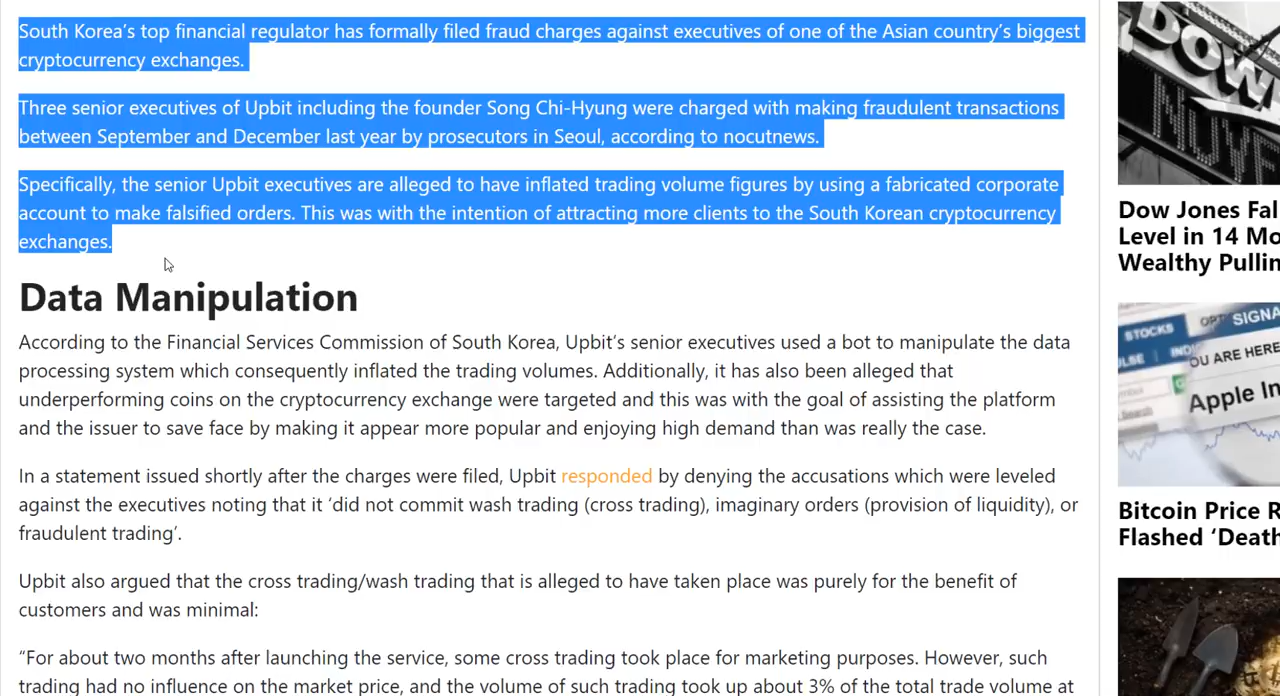 South Korea’s top financial regulator has formally filed fraud charges against executives of one of the Asian country’s biggest
cryptocurrency exchanges.
Three senior executives of Upbit including the founder Song Chi-Hyung were charged with making fraudulent transactions
between September and December last year by prosecutors in Seoul, according to nocutnews.
Specifically, the senior Upbit executives are alleged to have inflated trading volume figures by using a fabricated corporate
account to make falsified orders. This was with the intention of attracting more clients to the South Korean cryptocurrency
exchanges.
Data Manipulation
According to the Financial Services Commission of South Korea, Upbit’s senior executives used a bot to manipulate the data
processing system which consequently inflated the trading volumes. Additionally, it has also been alleged that
underperforming coins on the cryptocurrency exchange were targeted and this was with the goal of assisting the platform
and the issuer to save face by making it appear more popular and enjoying high demand than was really the case.
In a statement issued shortly after the charges were filed, Upbit responded by denying the accusations which were leveled
against the executives noting that it ‘did not commit wash trading (cross trading), imaginary orders (provision of liquidity), or
fraudulent trading’.
Upbit also argued that the cross trading/wash trading that is alleged to have taken place was purely for the benefit of
customers and was minimal:
“For about two months after launching the service, some cross trading took place for marketing purposes. However, such
trading had no influence on the market price, and the volume of such trading took up about 3% of the total trade volume at
DOW
Dow Jones Fal
Level in 14 Mo
Wealthy Pullin
STOCKS
SIGNA
OU ARE HERE
Search
Apple In
Bitcoin Price R
Flashed ‘Death